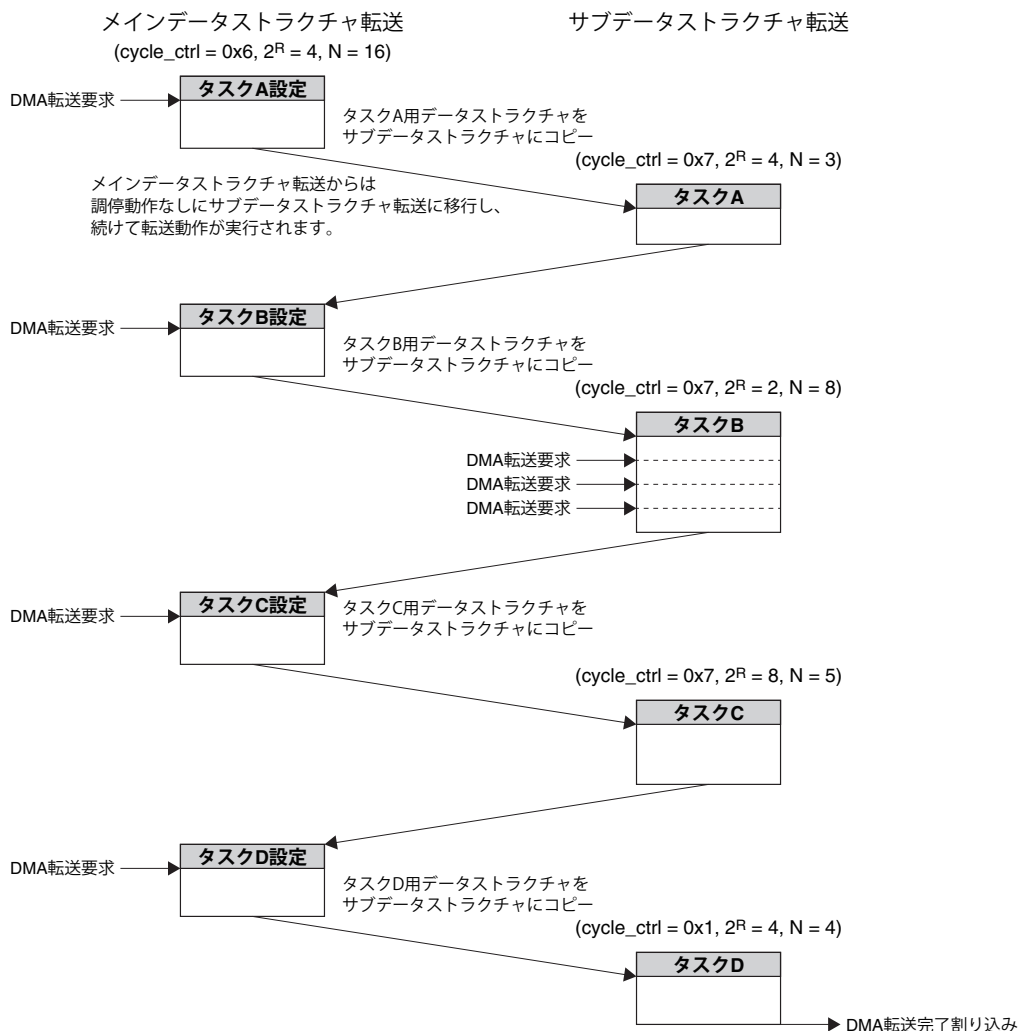 メインデータストラクチャ転送
サブデータストラクチャ転送
(cycle_ctrl = 0x6, 2ᴿ = 4, N = 16)
DMA転送要求
タスクA設定
タスクA用データストラクチャを
サブデータストラクチャにコピー
(cycle_ctrl = 0x7, 2ᴿ = 4, N = 3)
メインデータストラクチャ転送からは
調停動作なしにサブデータストラクチャ転送に移行し、
続けて転送動作が実行されます。
タスクA
DMA転送要求
タスクB設定
タスクB用データストラクチャを
サブデータストラクチャにコピー
(cycle_ctrl = 0x7, 2ᴿ = 2, N = 8)
タスクB
DMA転送要求
DMA転送要求
DMA転送要求
DMA転送要求
タスクC設定
タスクC用データストラクチャを
サブデータストラクチャにコピー
(cycle_ctrl = 0x7, 2ᴿ = 8, N = 5)
タスクC
DMA転送要求
タスクD設定
タスクD用データストラクチャを
サブデータストラクチャにコピー
(cycle_ctrl = 0x1, 2ᴿ = 4, N = 4)
タスクD
DMA転送完了割り込み